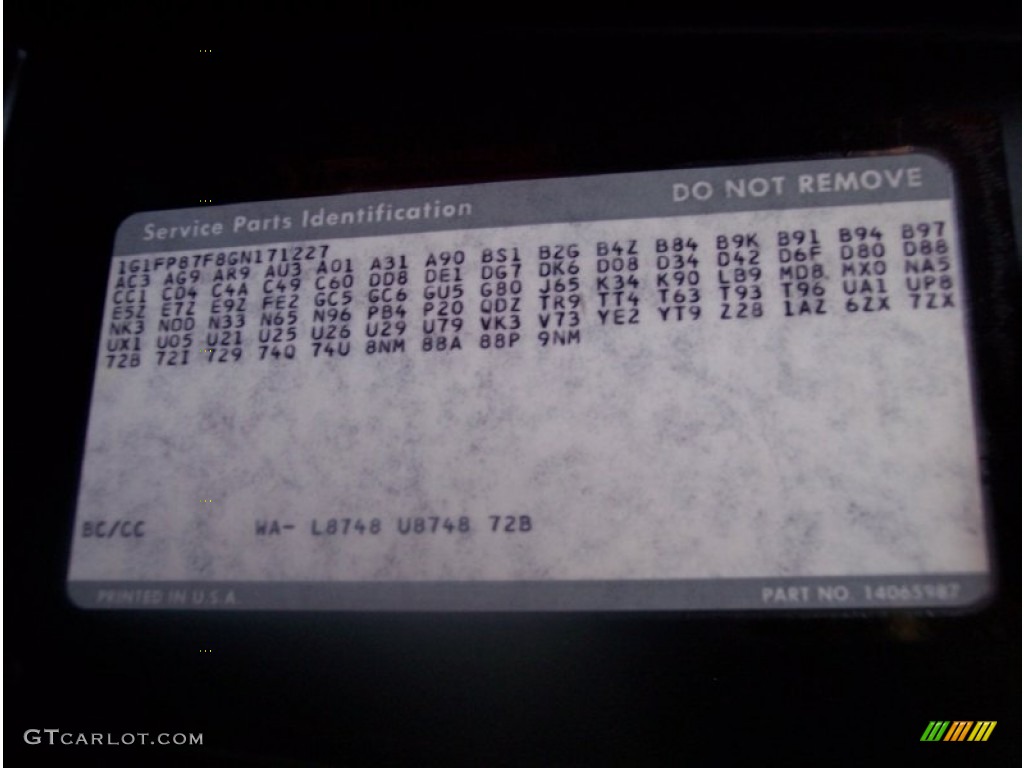 Service Parts Identification
DO NOT REMOVE
1G1FP87F8GN171227
AC3 AG9 AR9 AU3 A01 A31 A90 BS1 B2G B4Z B84 B9K B91 B94 B97
CC1 C04 C4A C49 C60 DD8 DE1 DG7 DK6 D08 D34 D42 D6F D80 D88
E5Z E7Z E9Z FE2 GC5 GC6 GU5 G80 J65 K34 K90 LB9 MD8 MX0 NA5
NK3 N00 N33 N65 N96 PB4 P20 QDZ TR9 TT4 T63 T93 T96 UA1 UP8
UX1 U05 U21 U25 U26 U29 U79 VK3 V73 YE2 YT9 Z28 1AZ 6ZX 7ZX
72B 72I 729 74Q 74U 8NM 88A 88P 9NM
BC/CC WA- L8748 U8748 72B
PRINTED IN U.S.A.
PART NO. 14065987
GTCARLOT.COM